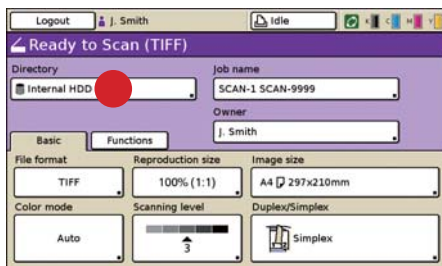 Logout J. Smith Idle K C M Y
Ready to Scan (TIFF)
Directory Job name
Internal HDD SCAN-1 SCAN-9999
Owner
J. Smith
Basic Functions
File format Reproduction size Image size
TIFF 100% (1:1) A4 297x210mm
Color mode Scanning level Duplex/Simplex
Auto 3 Simplex